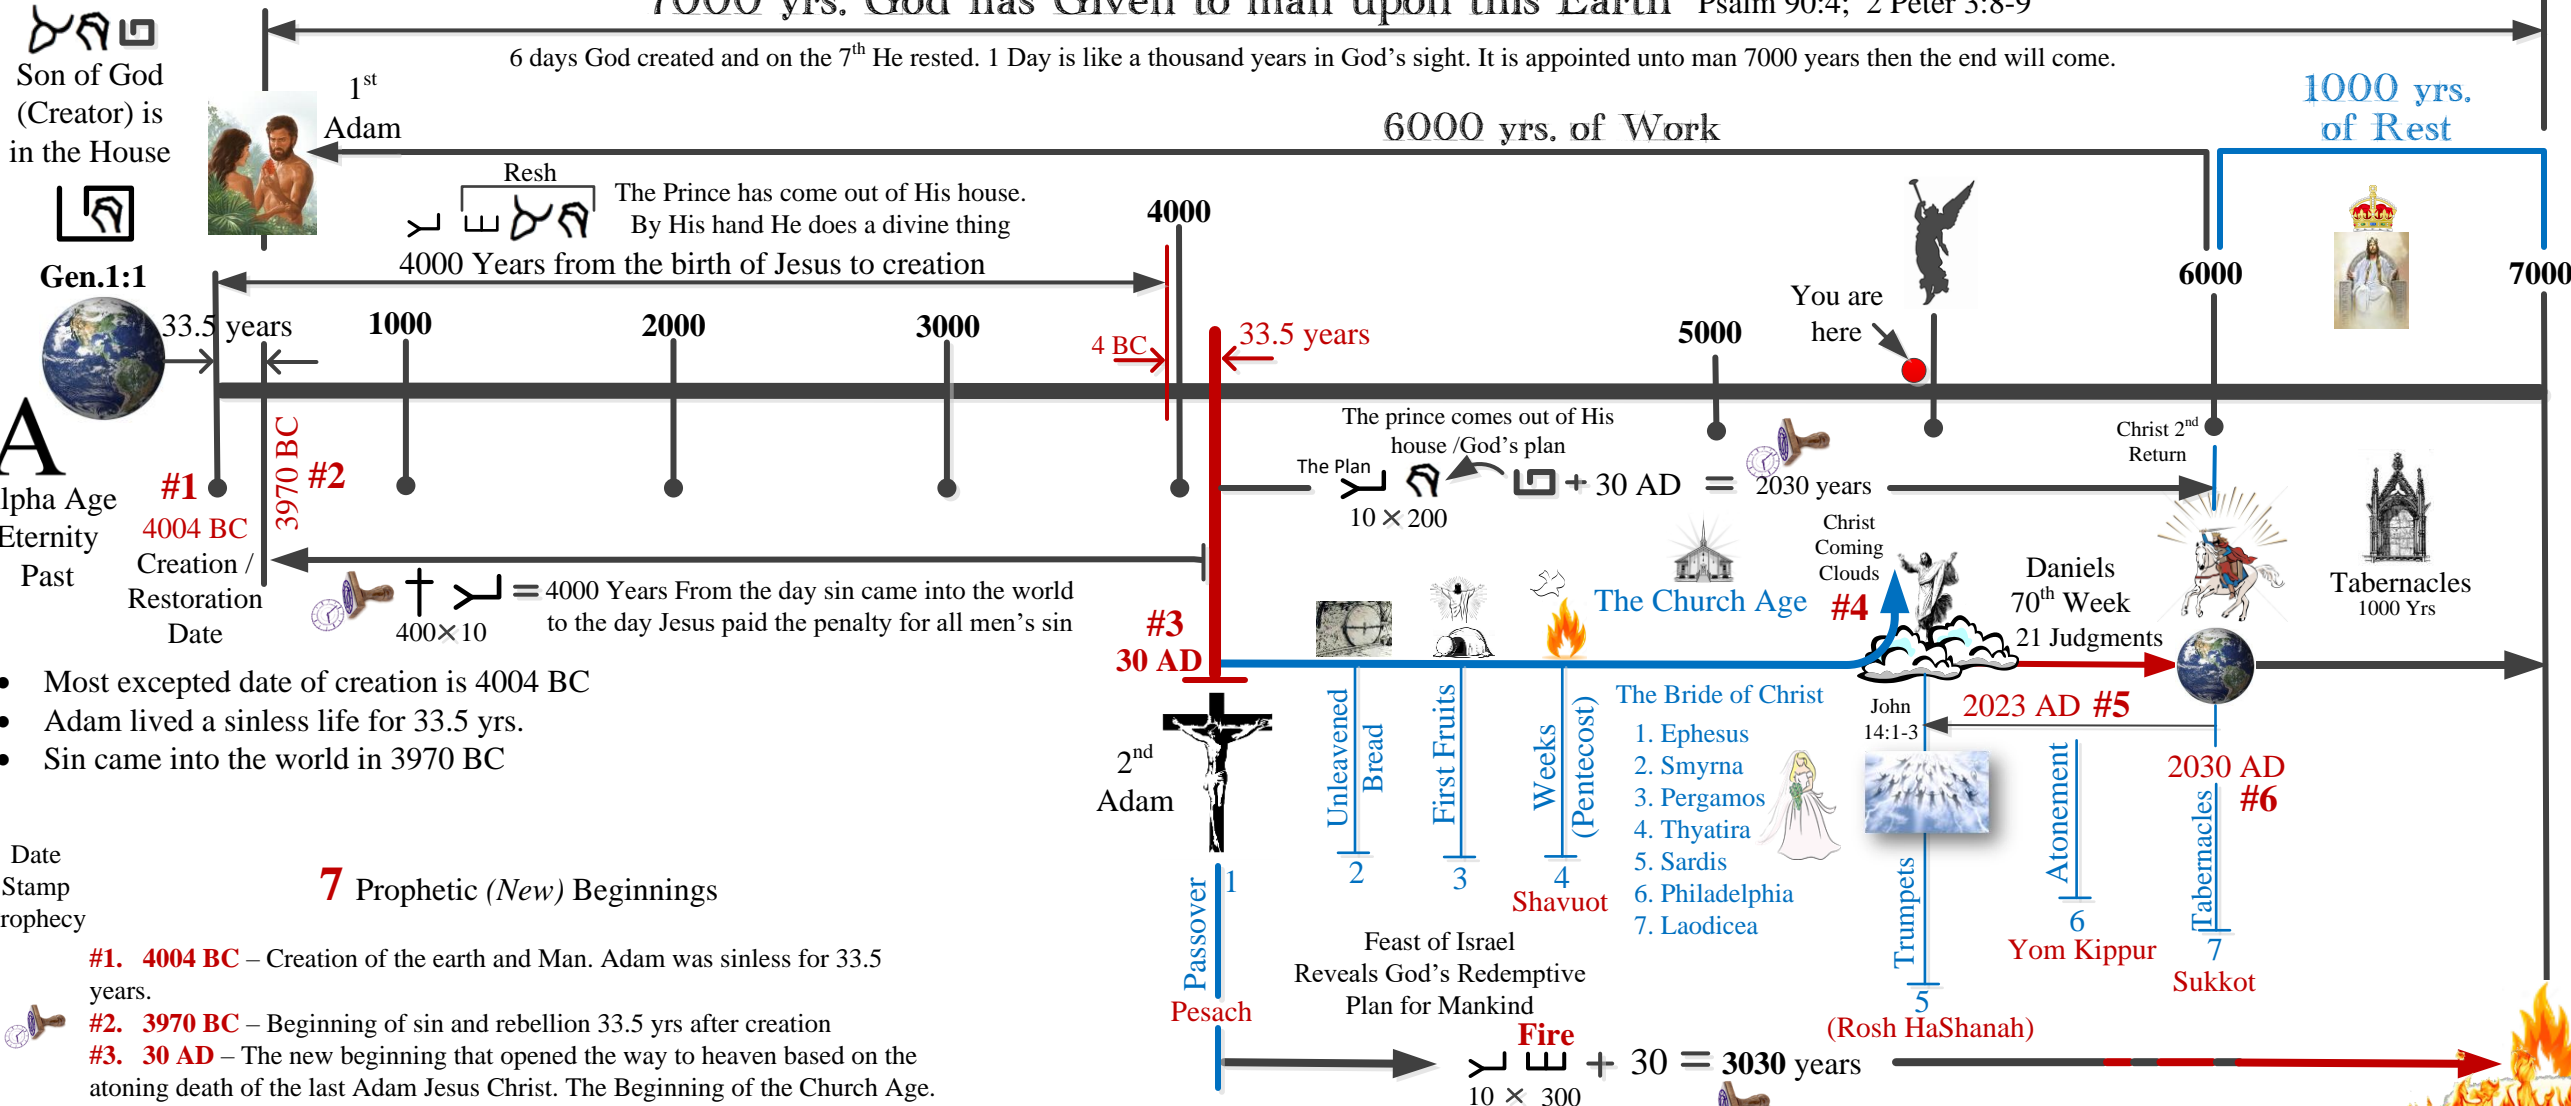 7000 yrs. God has Given to man upon this Earth Psalm 90:4; 2 Peter 3:8-9
6 days God created and on the 7th He rested. 1 Day is like a thousand years in God's sight. It is appointed unto man 7000 years then the end will come.
Son of God
(Creator) is
in the House
Gen.1:1
1st
Adam
6000 yrs. of Work
1000 yrs.
of Rest
Resh
The Prince has come out of His house.
By His hand He does a divine thing
4000 Years from the birth of Jesus to creation
33.5 years
1000
2000
3000
4000
4 BC
33.5 years
5000
You are
here
6000
7000
A
lpha Age
Eternity
Past
#1
4004 BC
Creation /
Restoration
Date
3970 BC
#2
400×10
= 4000 Years From the day sin came into the world
to the day Jesus paid the penalty for all men's sin
The prince comes out of His
house /God's plan
The Plan
+ 30 AD = 2030 years
10 × 200
Christ 2nd
Return
#3
30 AD
The Church Age
Christ
Coming
Clouds
#4
Daniels
70th Week
21 Judgments
Tabernacles
1000 Yrs
• Most excepted date of creation is 4004 BC
• Adam lived a sinless life for 33.5 yrs.
• Sin came into the world in 3970 BC
2nd
Adam
Unleavened
Bread
2
First Fruits
3
Weeks
(Pentecost)
4
Shavuot
The Bride of Christ
1. Ephesus
2. Smyrna
3. Pergamos
4. Thyatira
5. Sardis
6. Philadelphia
7. Laodicea
John
14:1-3
2023 AD #5
2030 AD
#6
Trumpets
5
(Rosh HaShanah)
Atonement
6
Yom Kippur
Tabernacles
7
Sukkot
Passover
1
Pesach
Feast of Israel
Reveals God's Redemptive
Plan for Mankind
Fire
+ 30 = 3030 years
10 × 300
Date
Stamp
rophecy
7 Prophetic (New) Beginnings
#1. 4004 BC – Creation of the earth and Man. Adam was sinless for 33.5
years.
#2. 3970 BC – Beginning of sin and rebellion 33.5 yrs after creation
#3. 30 AD – The new beginning that opened the way to heaven based on the
atoning death of the last Adam Jesus Christ. The Beginning of the Church Age.